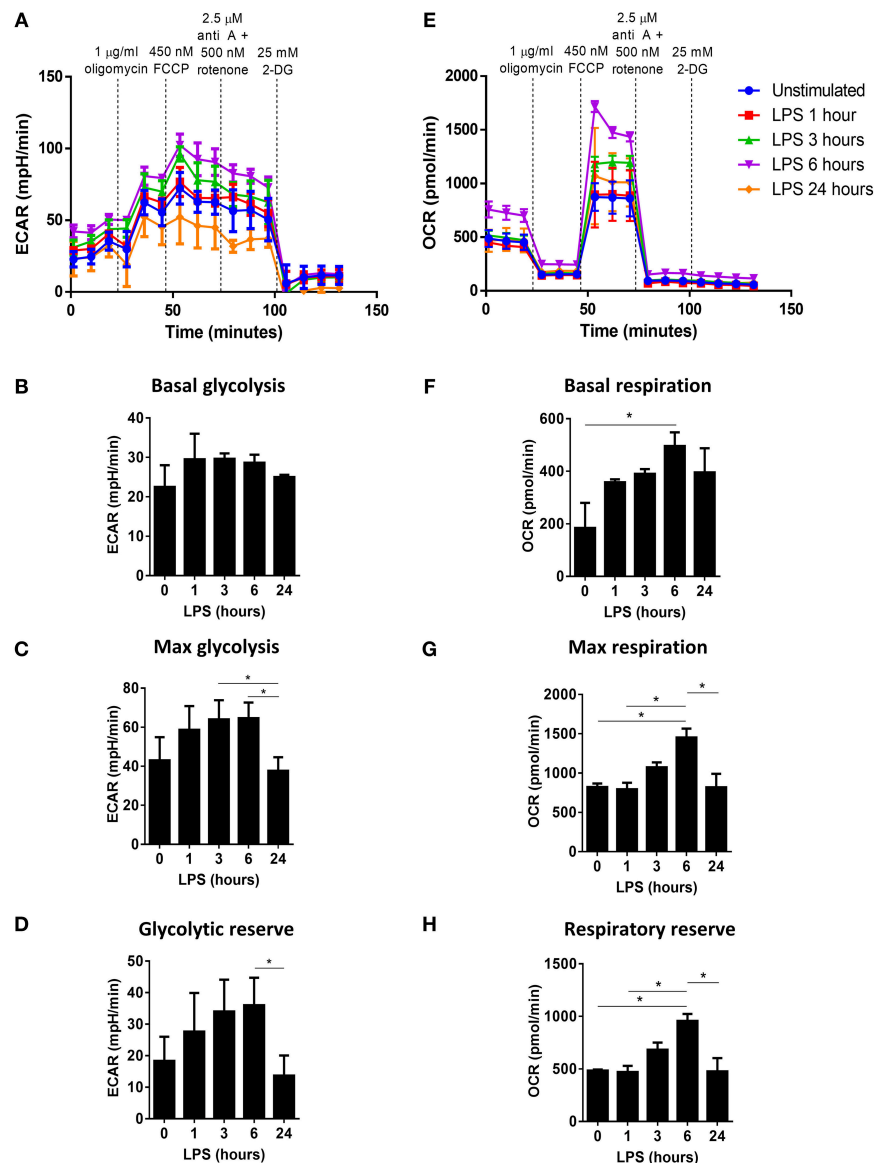 A
2.5 μM
anti A +
1 μg/ml 450 nM 500 nM 25 mM
oligomycin FCCP rotenone 2-DG
ECAR (mpH/min)
150
100
50
0
0 50 100 150
Time (minutes)
E
2.5 μM
anti A +
1 μg/ml 450 nM 500 nM 25 mM
oligomycin FCCP rotenone 2-DG
OCR (pmol/min)
2000
1500
1000
500
0
0 50 100 150
Time (minutes)
Unstimulated
LPS 1 hour
LPS 3 hours
LPS 6 hours
LPS 24 hours
B
Basal glycolysis
ECAR (mpH/min)
40
30
20
10
0
0 1 3 6 24
LPS (hours)
F
Basal respiration
OCR (pmol/min)
600
400
200
0
*
0 1 3 6 24
LPS (hours)
C
Max glycolysis
ECAR (mpH/min)
80
60
40
20
0
*
*
0 1 3 6 24
LPS (hours)
G
Max respiration
OCR (pmol/min)
2000
1500
1000
500
0
*
*
*
0 1 3 6 24
LPS (hours)
D
Glycolytic reserve
ECAR (mpH/min)
50
40
30
20
10
0
*
0 1 3 6 24
LPS (hours)
H
Respiratory reserve
OCR (pmol/min)
1500
1000
500
0
*
*
*
0 1 3 6 24
LPS (hours)